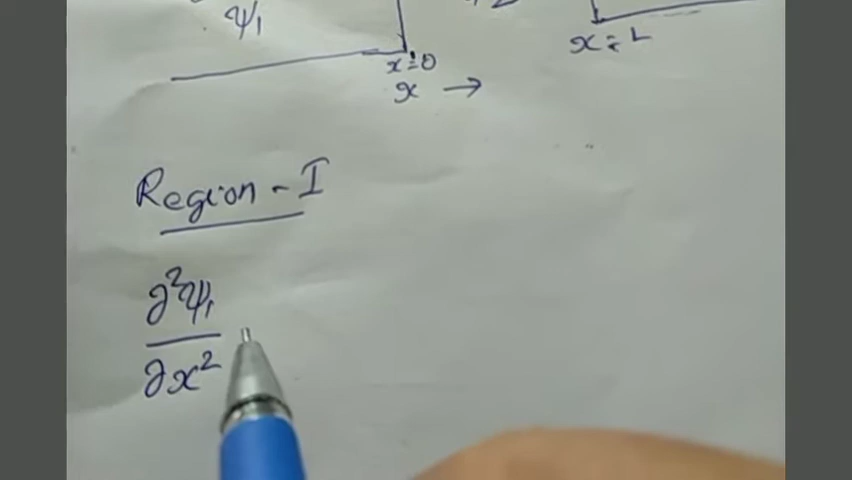 ψ₁
x=0
x=L
x →
Region - I
∂²ψ₁
∂x²